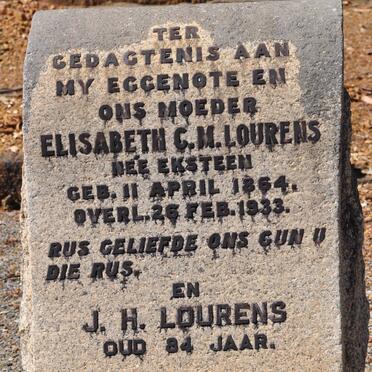 TER
GEDAGTENIS AAN
MY EGGENOTE EN
ONS MOEDER
ELISABETH C.M. LOURENS
NÉE EKSTEEN
GEB. 11 APRIL 1864.
OVERL. 26 FEB. 1933.
RUS GELIEFDE ONS GUN U
DIE RUS.
EN
J. H. LOURENS
OUD 84 JAAR.